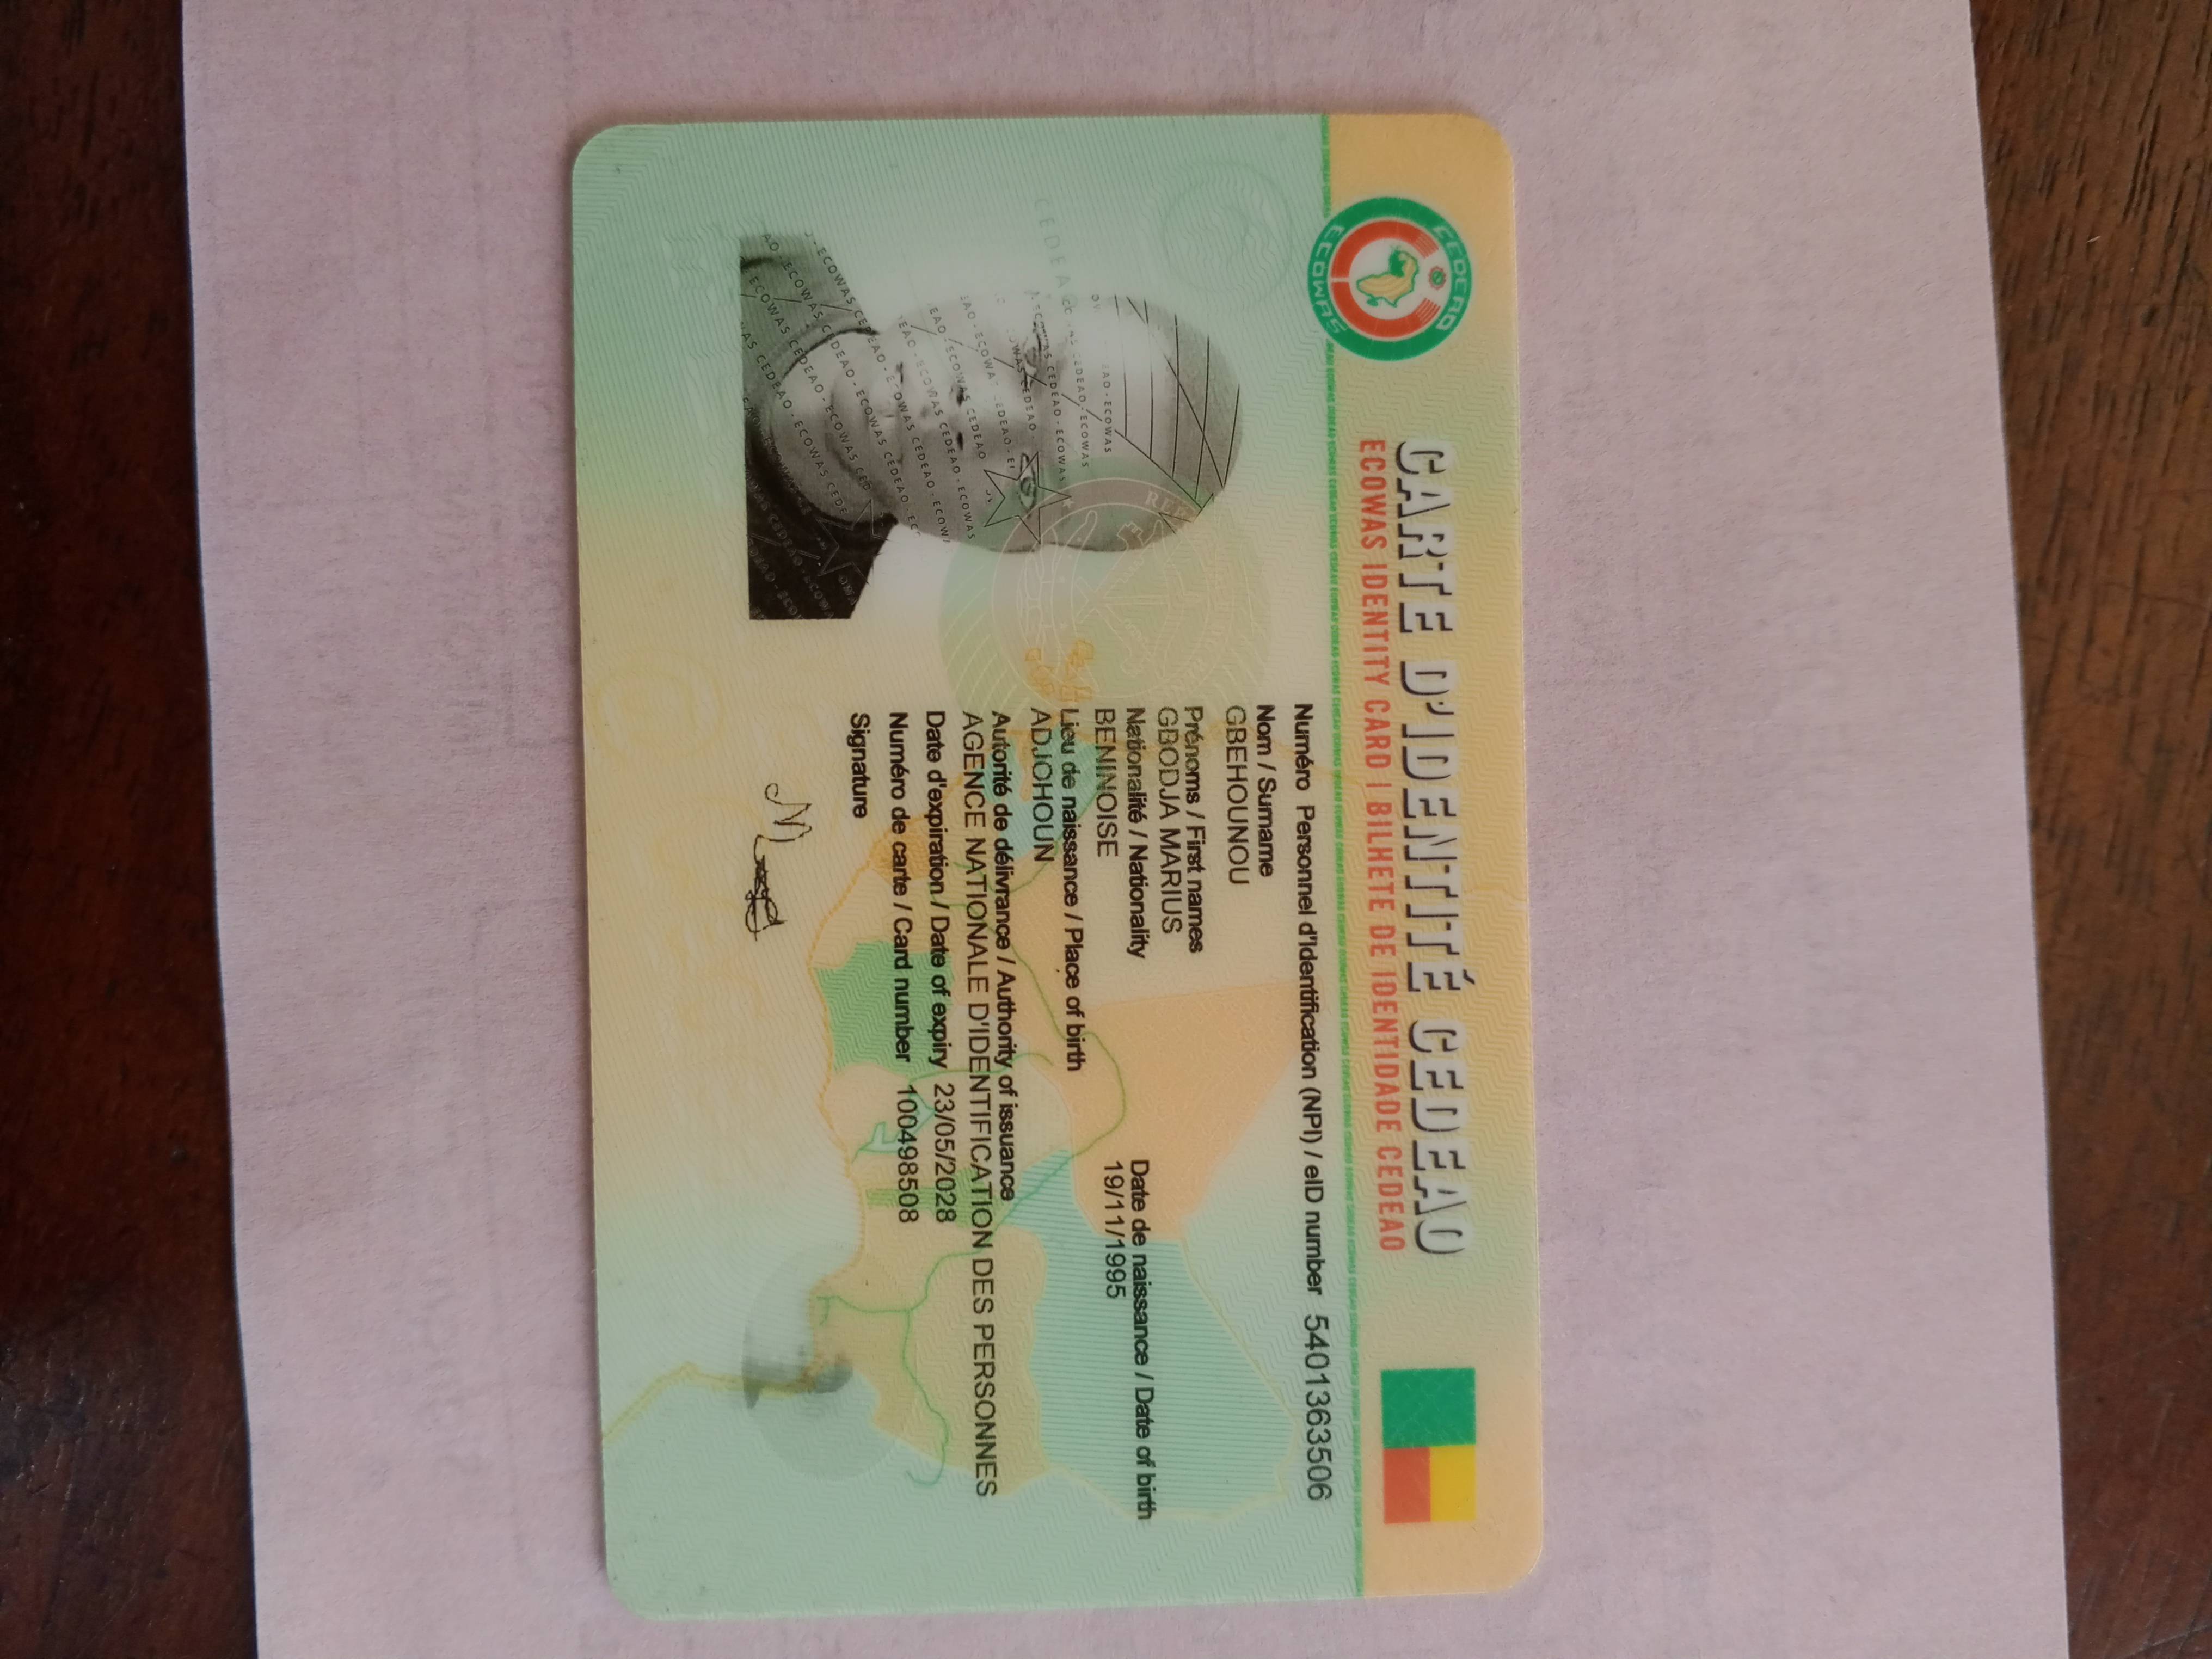 CEDEAO
ECOWAS
CARTE D'IDENTITÉ CEDEAO
ECOWAS IDENTITY CARD | BILHETE DE IDENTIDADE CEDEAO
Numéro Personnel d'Identification (NPI) / eID number 5401363506
Nom / Surname
GBEHOUNOU
Prénoms / First names
GBODJA MARIUS
Nationalité / Nationality
BENINOISE
Date de naissance / Date of birth
19/11/1995
Lieu de naissance / Place of birth
ADJOHOUN
Autorité de délivrance / Authority of issuance
AGENCE NATIONALE D'IDENTIFICATION DES PERSONNES
Date d'expiration / Date of expiry 23/05/2028
Numéro de carte / Card number 100498508
Signature